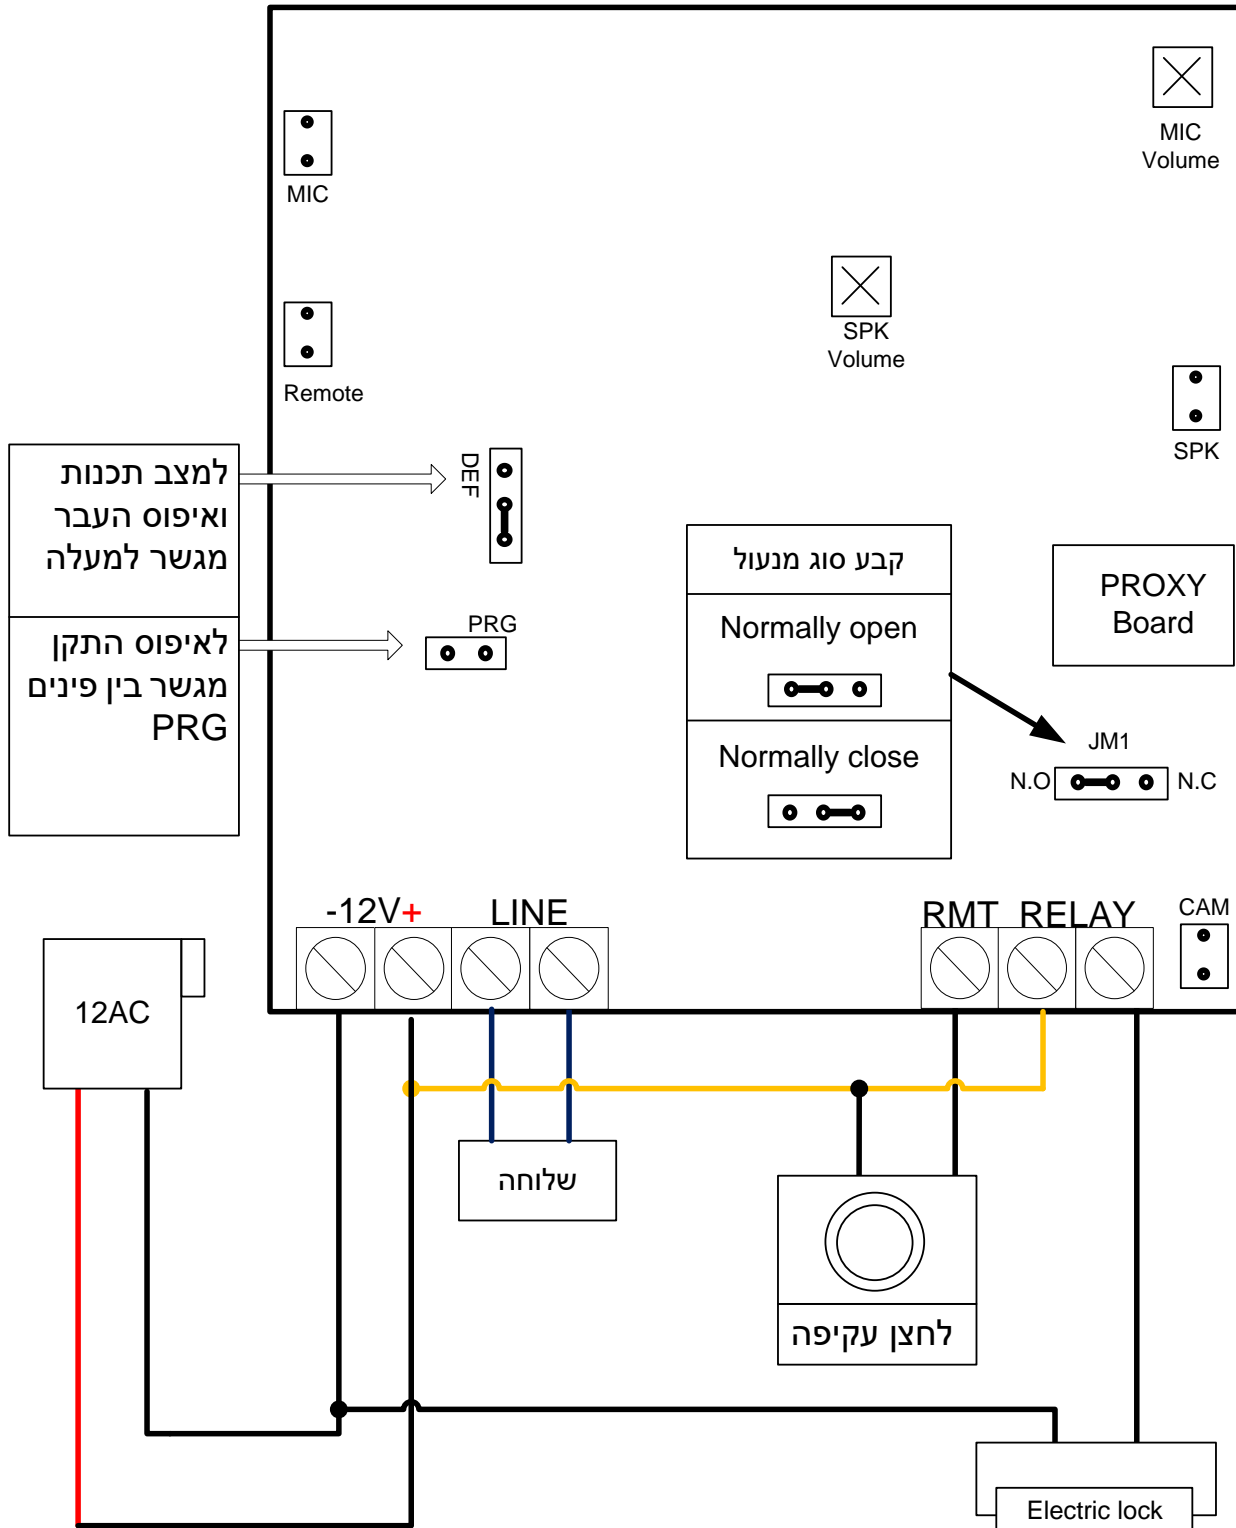 MIC
Volume
MIC
SPK
Volume
Remote
SPK
למצב תכנות
ואיפוס העבר
מגשר למעלה
DEF
לאיפוס התקן
מגשר בין פינים
PRG
PRG
קבע סוג מנעול
Normally open
Normally close
PROXY
Board
JM1
N.O
N.C
-12V+
LINE
RMT
RELAY
CAM
12AC
שלוחה
לחצן עקיפה
Electric lock